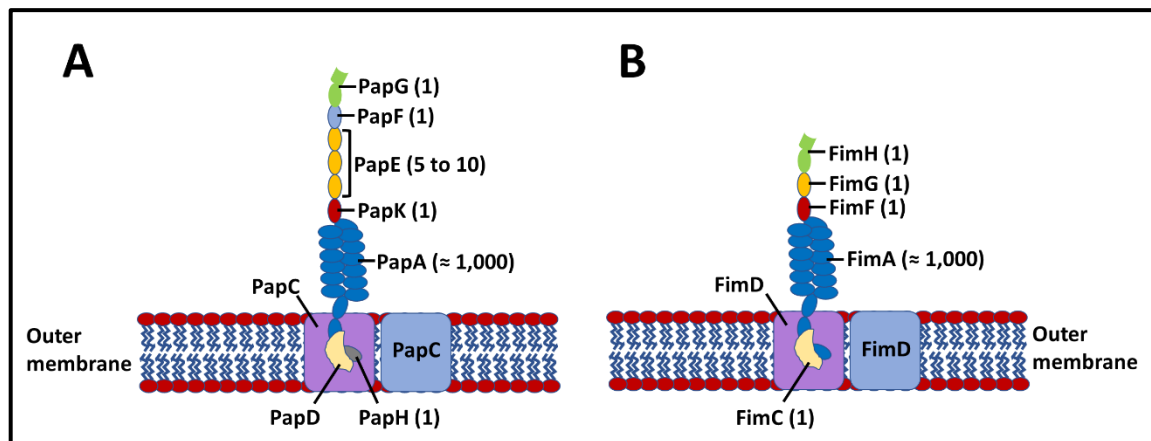 A
PapG (1)
PapF (1)
PapE (5 to 10)
PapK (1)
PapA (≈ 1,000)
PapC
Outer
membrane
PapC
PapD
PapH (1)
B
FimH (1)
FimG (1)
FimF (1)
FimA (≈ 1,000)
FimD
FimD
Outer
membrane
FimC (1)